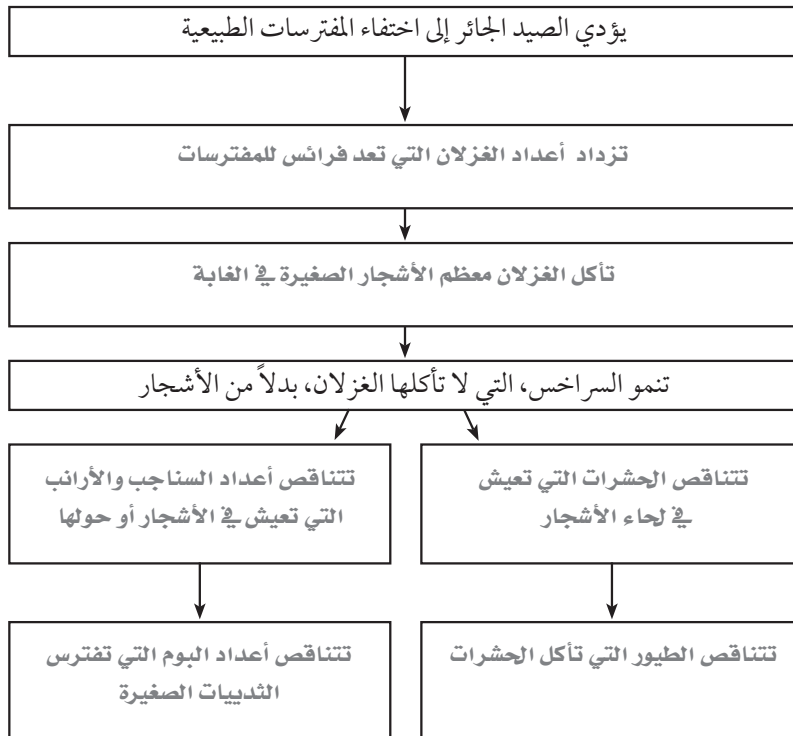 يؤدي الصيد الجائر إلى اختفاء المفترسات الطبيعية
تزداد أعداد الغزلان التي تعد فرائس للمفترسات
تأكل الغزلان معظم الأشجار الصغيرة في الغابة
تنمو السراخس، التي لا تأكلها الغزلان، بدلاً من الأشجار
تتناقص الحشرات التي تعيش
في لحاء الأشجار
تتناقص أعداد السناجب والأرانب
التي تعيش في الأشجار أو حولها
تتناقص الطيور التي تأكل الحشرات
تتناقص أعداد البوم التي تفترس
الثدييات الصغيرة